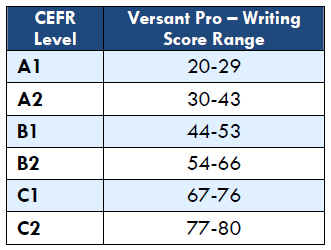 CEFR Level Versant Pro – Writing Score Range
A1 20-29
A2 30-43
B1 44-53
B2 54-66
C1 67-76
C2 77-80